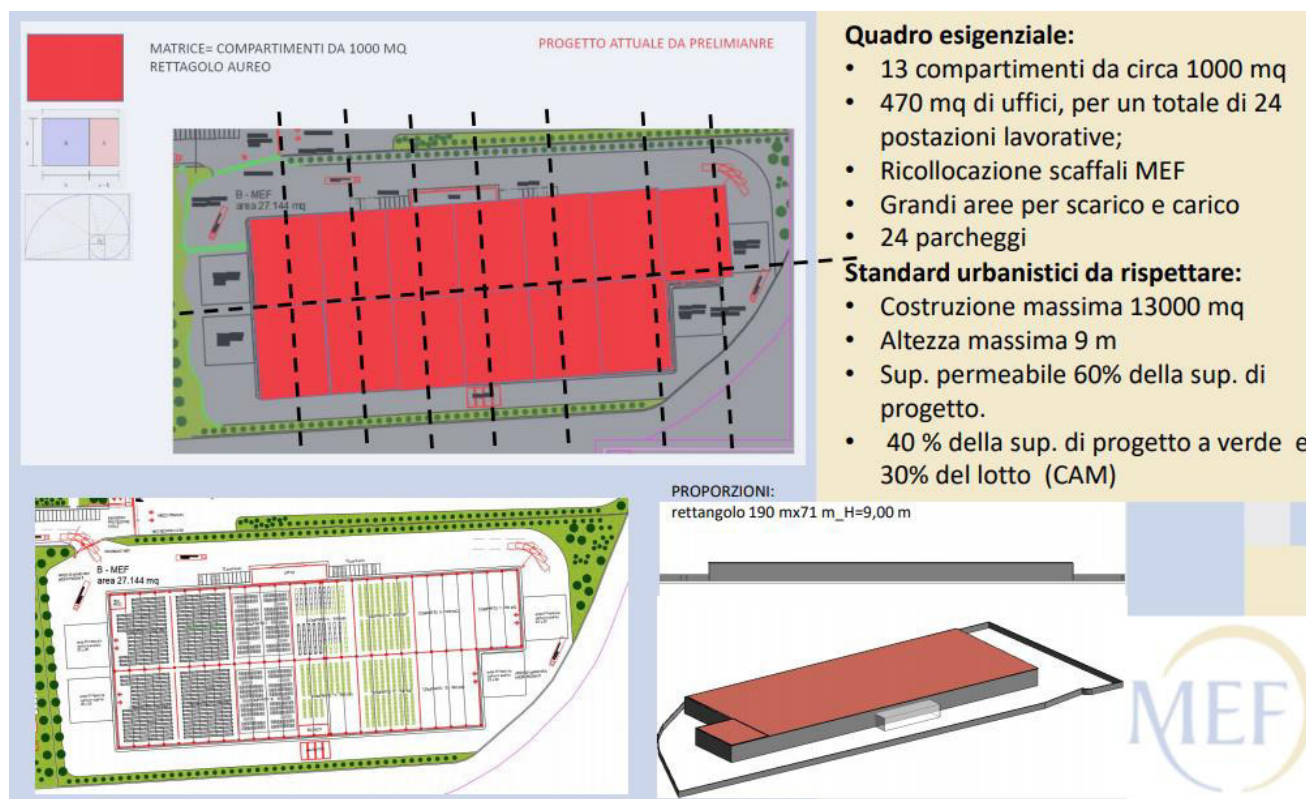 MATRICE= COMPARTIMENTI DA 1000 MQ
RETTAGOLO AUREO
PROGETTO ATTUALE DA PRELIMIANRE
B - MEF
area 27.144 mq
Quadro esigenziale:
• 13 compartimenti da circa 1000 mq
• 470 mq di uffici, per un totale di 24
postazioni lavorative;
• Ricollocazione scaffali MEF
• Grandi aree per scarico e carico
• 24 parcheggi
Standard urbanistici da rispettare:
• Costruzione massima 13000 mq
• Altezza massima 9 m
• Sup. permeabile 60% della sup. di
progetto.
• 40 % della sup. di progetto a verde e
30% del lotto (CAM)
B - MEF
area 27.144 mq
PROPORZIONI:
rettangolo 190 mx71 m_H=9,00 m
MEF